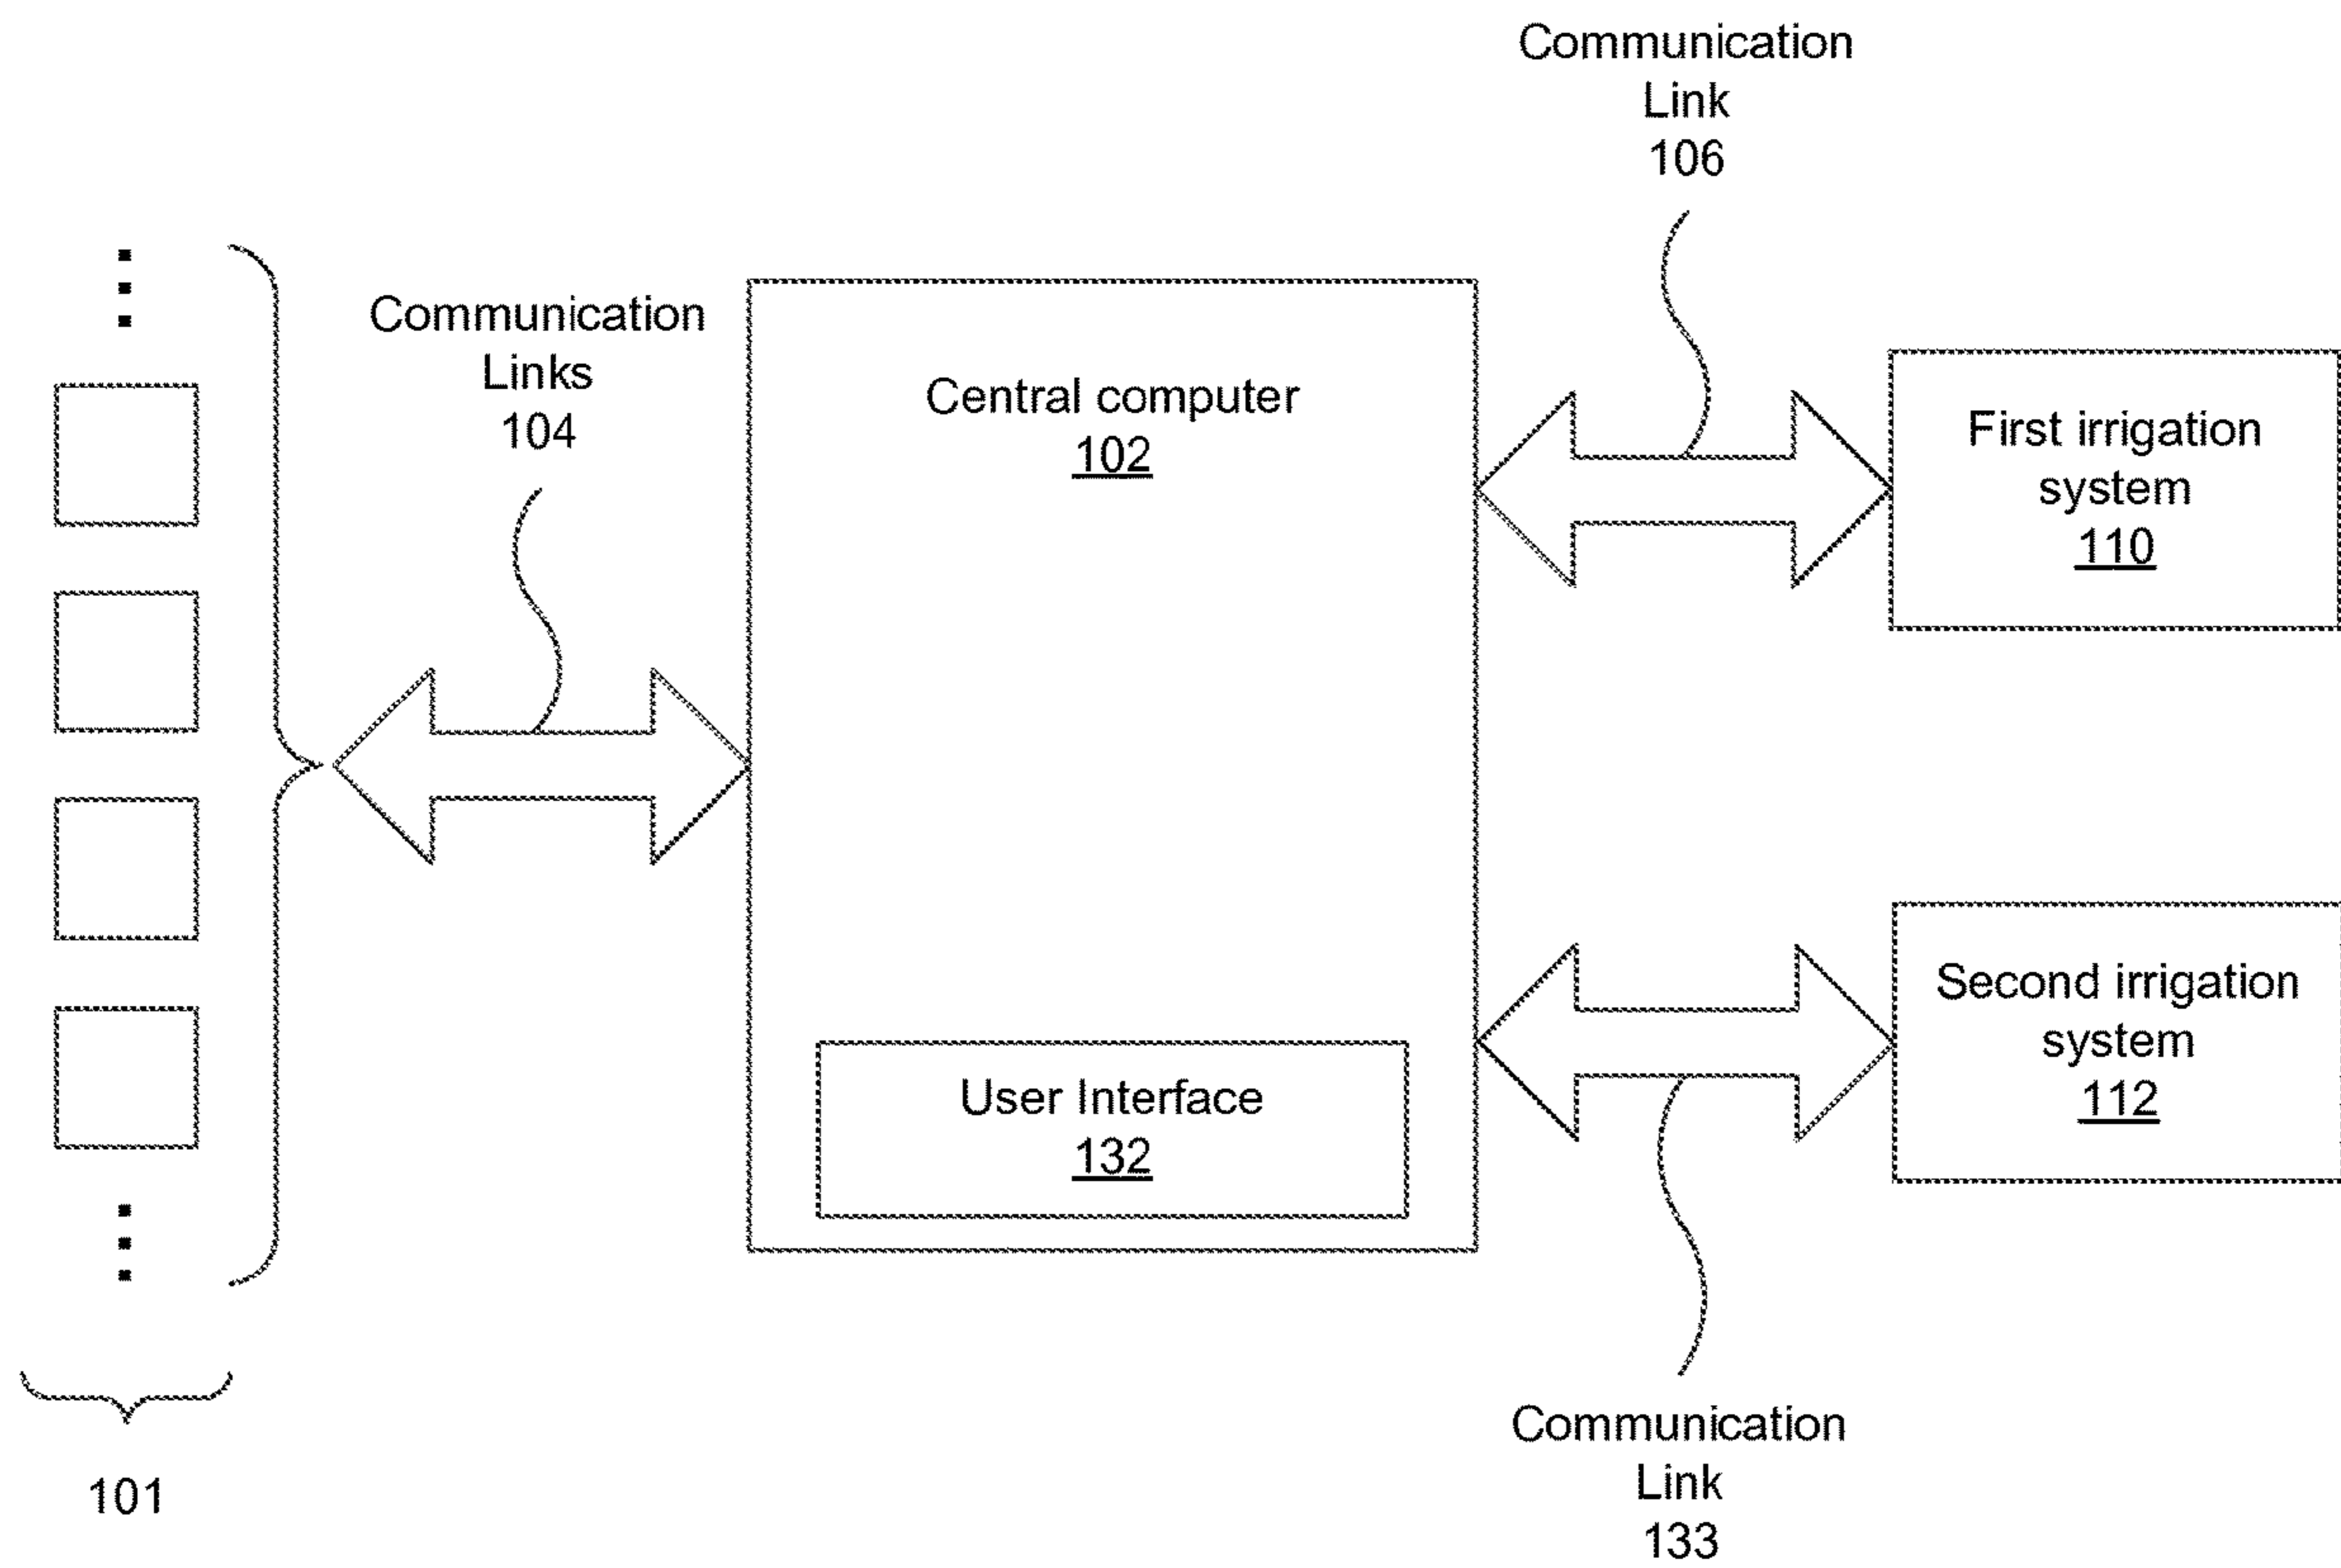 Communication
Link
106
Communication
Links
104
Central computer
102
First irrigation
system
110
Second irrigation
system
112
User Interface
132
Communication
Link
133
101